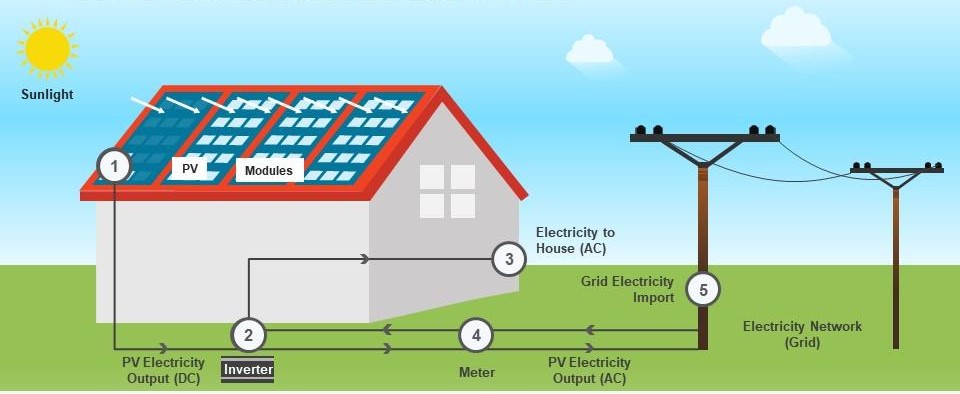 Sunlight
1
PV
Modules
Electricity to
House (AC)
3
Grid Electricity
Import
5
2
4
Electricity Network
(Grid)
PV Electricity
Output (DC)
Inverter
Meter
PV Electricity
Output (AC)